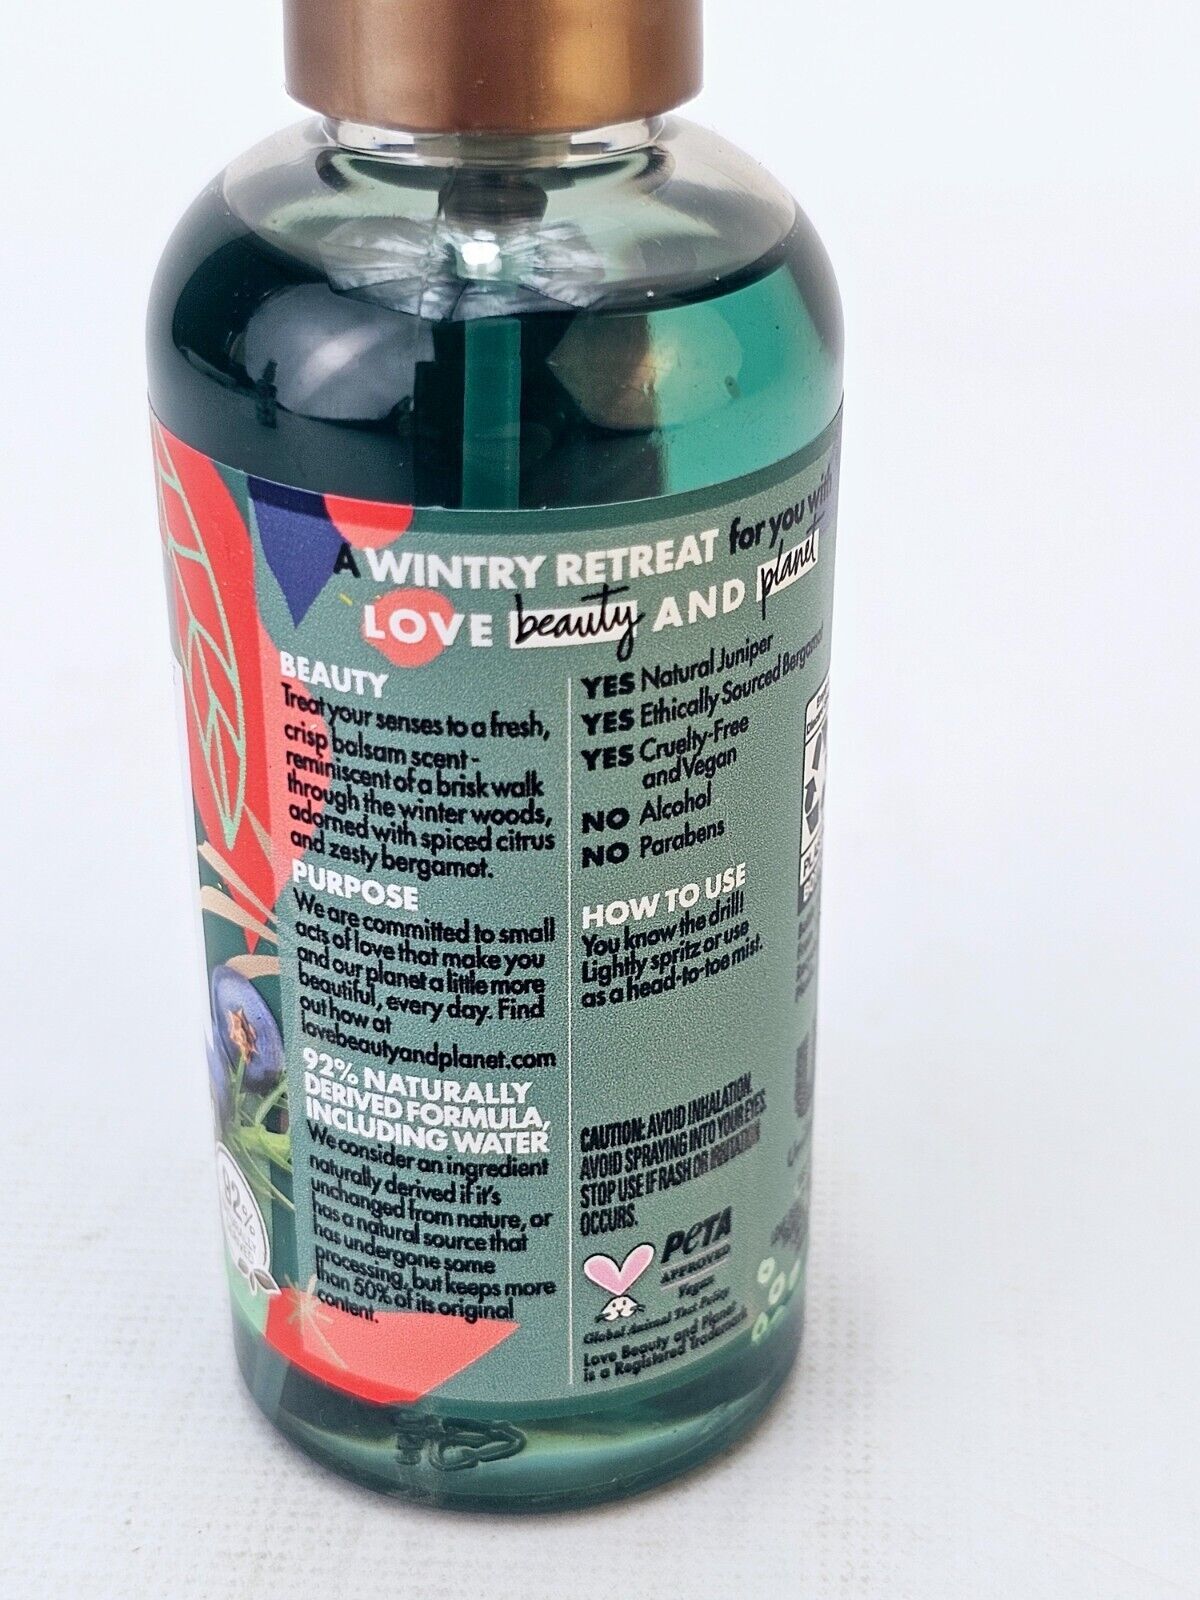 A WINTRY RETREAT for you with
LOVE beauty AND planet
BEAUTY
Treat your senses to a fresh,
crisp balsam scent -
reminiscent of a brisk walk
through the winter woods,
adorned with spiced citrus
and zesty bergamot.
PURPOSE
We are committed to small
acts of love that make you
and our planet a little more
beautiful, every day. Find
out how at
lovebeautyandplanet.com
92% NATURALLY
DERIVED FORMULA,
INCLUDING WATER
We consider an ingredient
naturally derived if it's
unchanged from nature, or
has a natural source that
has undergone some
processing, but keeps more
than 50% of its original
content.
YES Natural Juniper
YES Ethically Sourced Bergamot
YES Cruelty-Free
and Vegan
NO Alcohol
NO Parabens
HOW TO USE
You know the drill!
Lightly spritz or use
as a head-to-toe mist.
CAUTION: AVOID INHALATION.
AVOID SPRAYING INTO YOUR EYES.
STOP USE IF RASH OR IRRITATION
OCCURS.
PETA
APPROVED
Vegan
Global Animal Test Policy
Love Beauty and Planet
is a Registered Trademark
92%